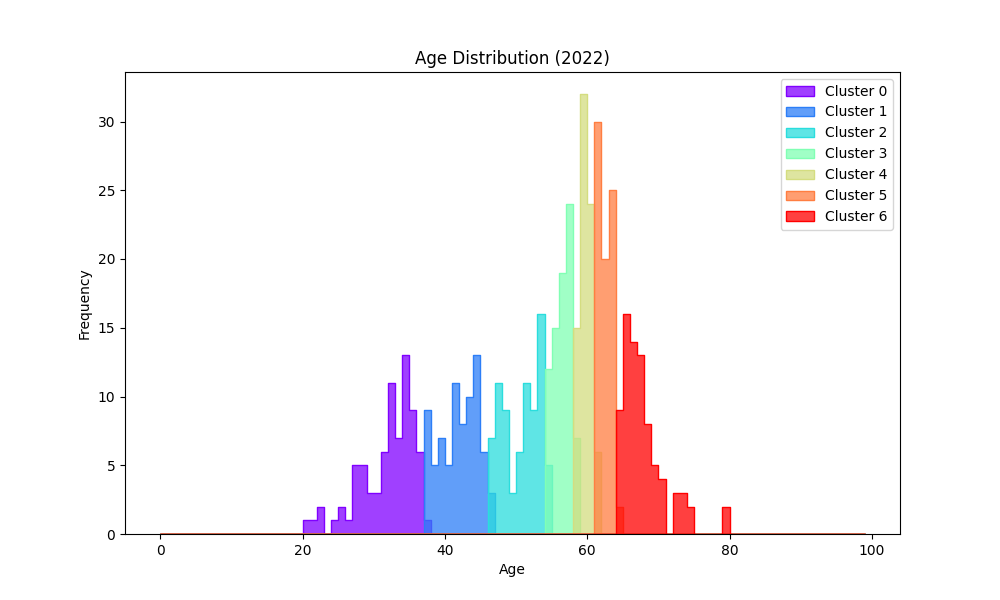 Age Distribution (2022)
Cluster 0
Cluster 1
Cluster 2
Cluster 3
Cluster 4
Cluster 5
Cluster 6
Frequency
30
25
20
15
10
5
0
0 20 40 60 80 100
Age